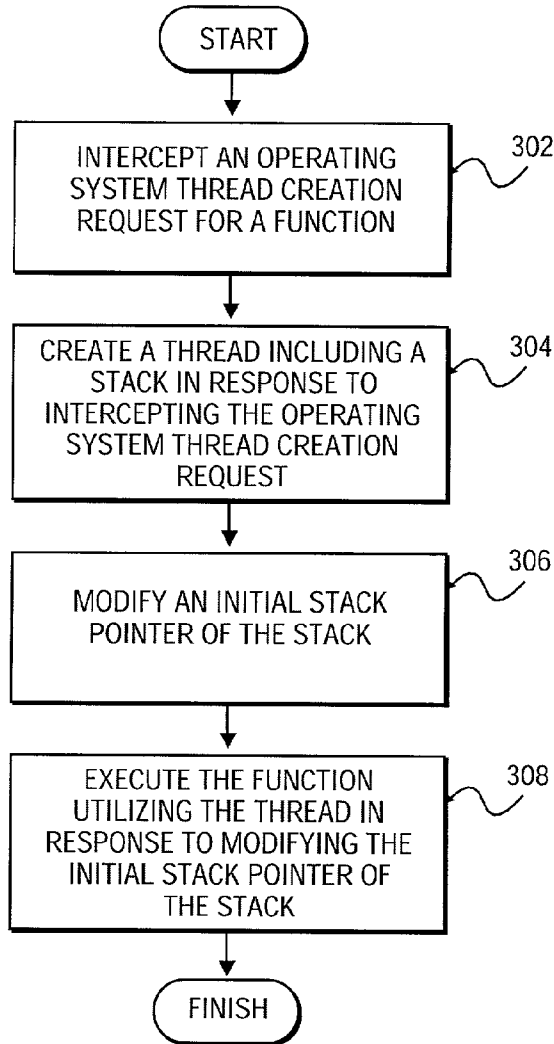 START
INTERCEPT AN OPERATING
SYSTEM THREAD CREATION
REQUEST FOR A FUNCTION
302
CREATE A THREAD INCLUDING A
STACK IN RESPONSE TO
INTERCEPTING THE OPERATING
SYSTEM THREAD CREATION
REQUEST
304
MODIFY AN INITIAL STACK
POINTER OF THE STACK
306
EXECUTE THE FUNCTION
UTILIZING THE THREAD IN
RESPONSE TO MODIFYING THE
INITIAL STACK POINTER OF
THE STACK
308
FINISH